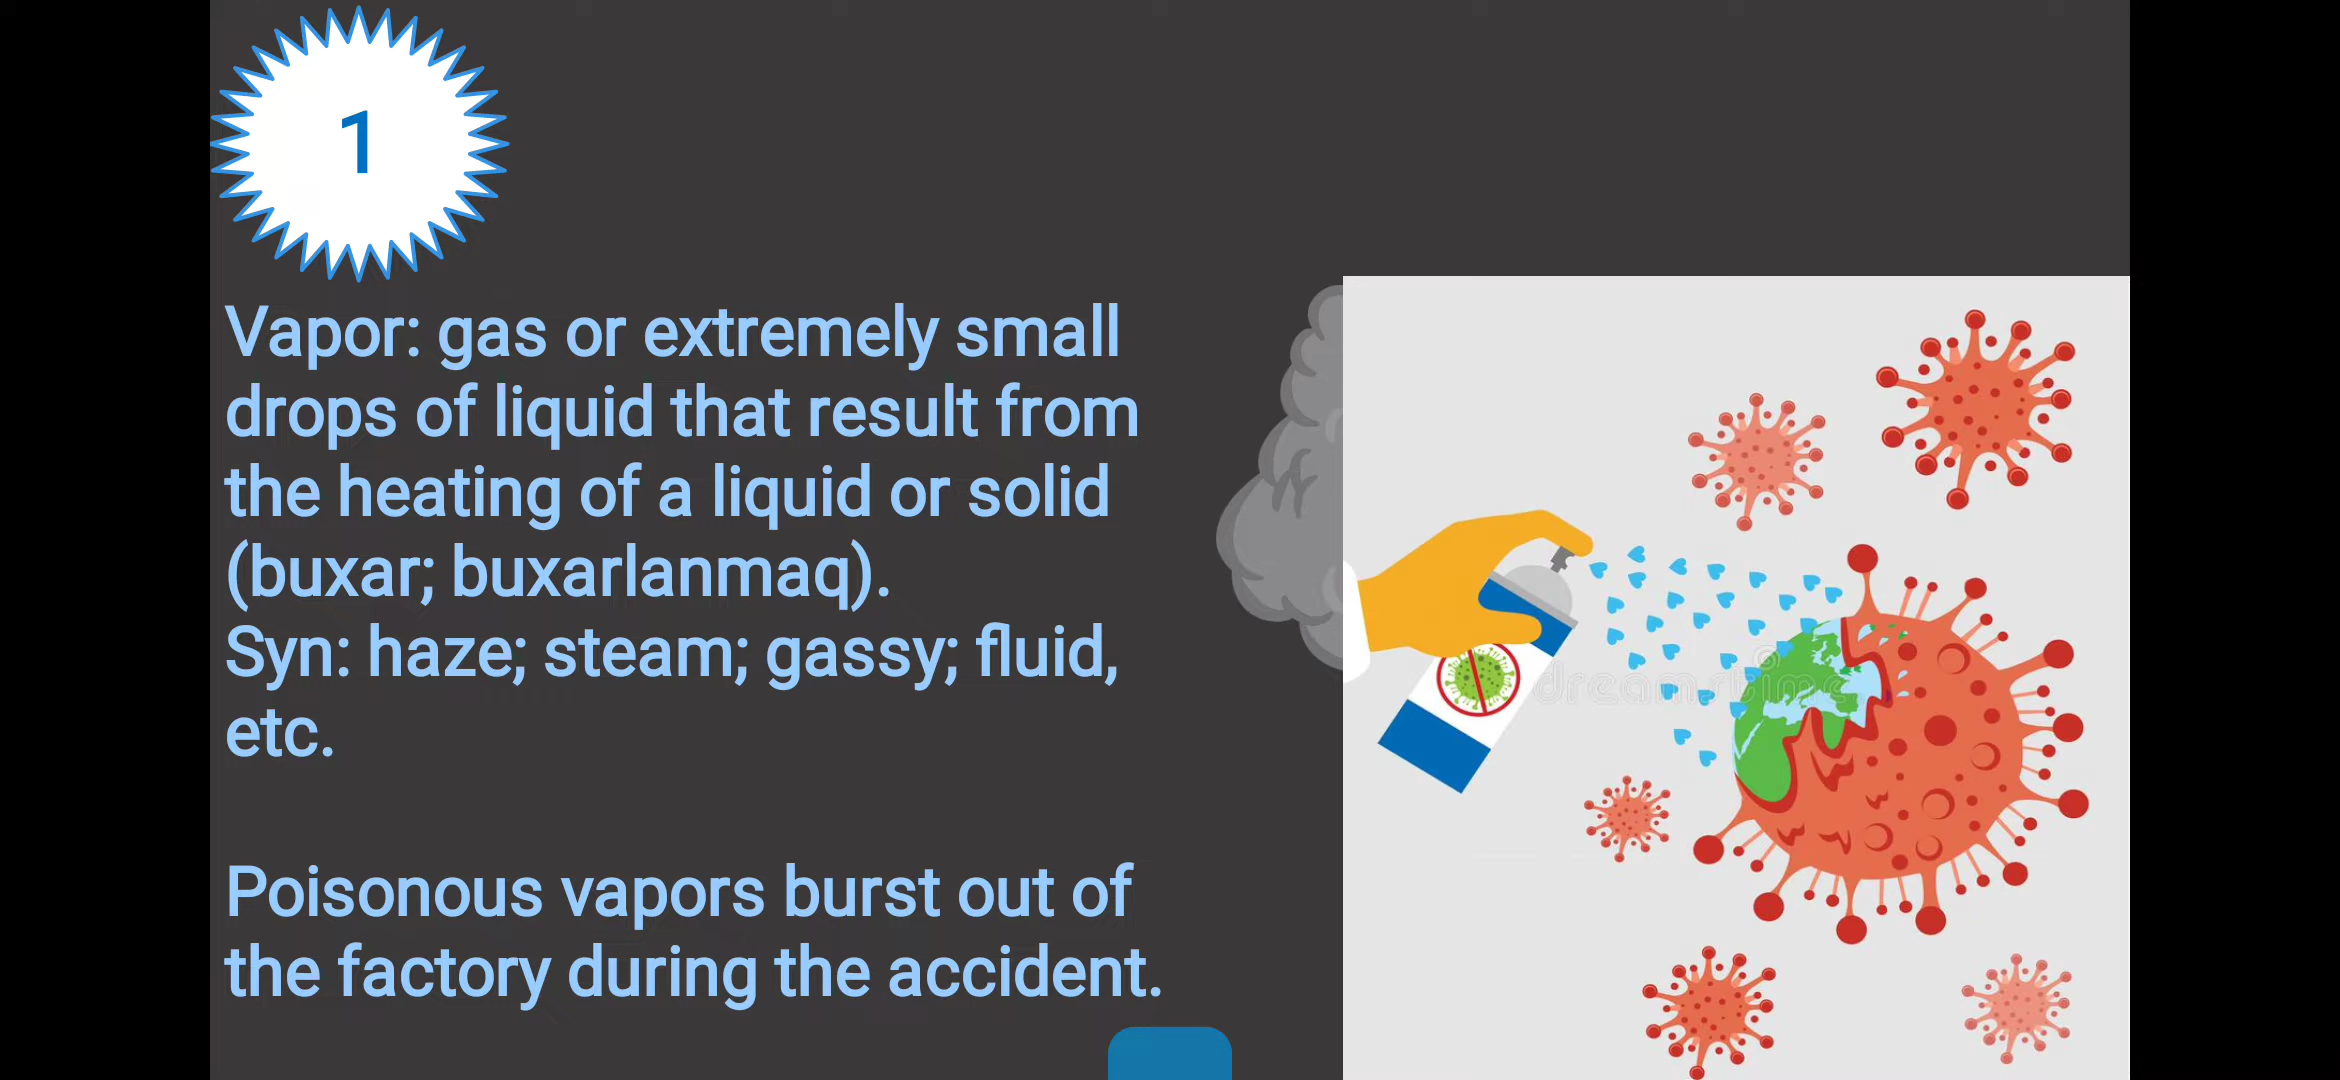 1
Vapor: gas or extremely small
drops of liquid that result from
the heating of a liquid or solid
(buxar; buxarlanmaq).
Syn: haze; steam; gassy; fluid,
etc.
Poisonous vapors burst out of
the factory during the accident.
dreamstime